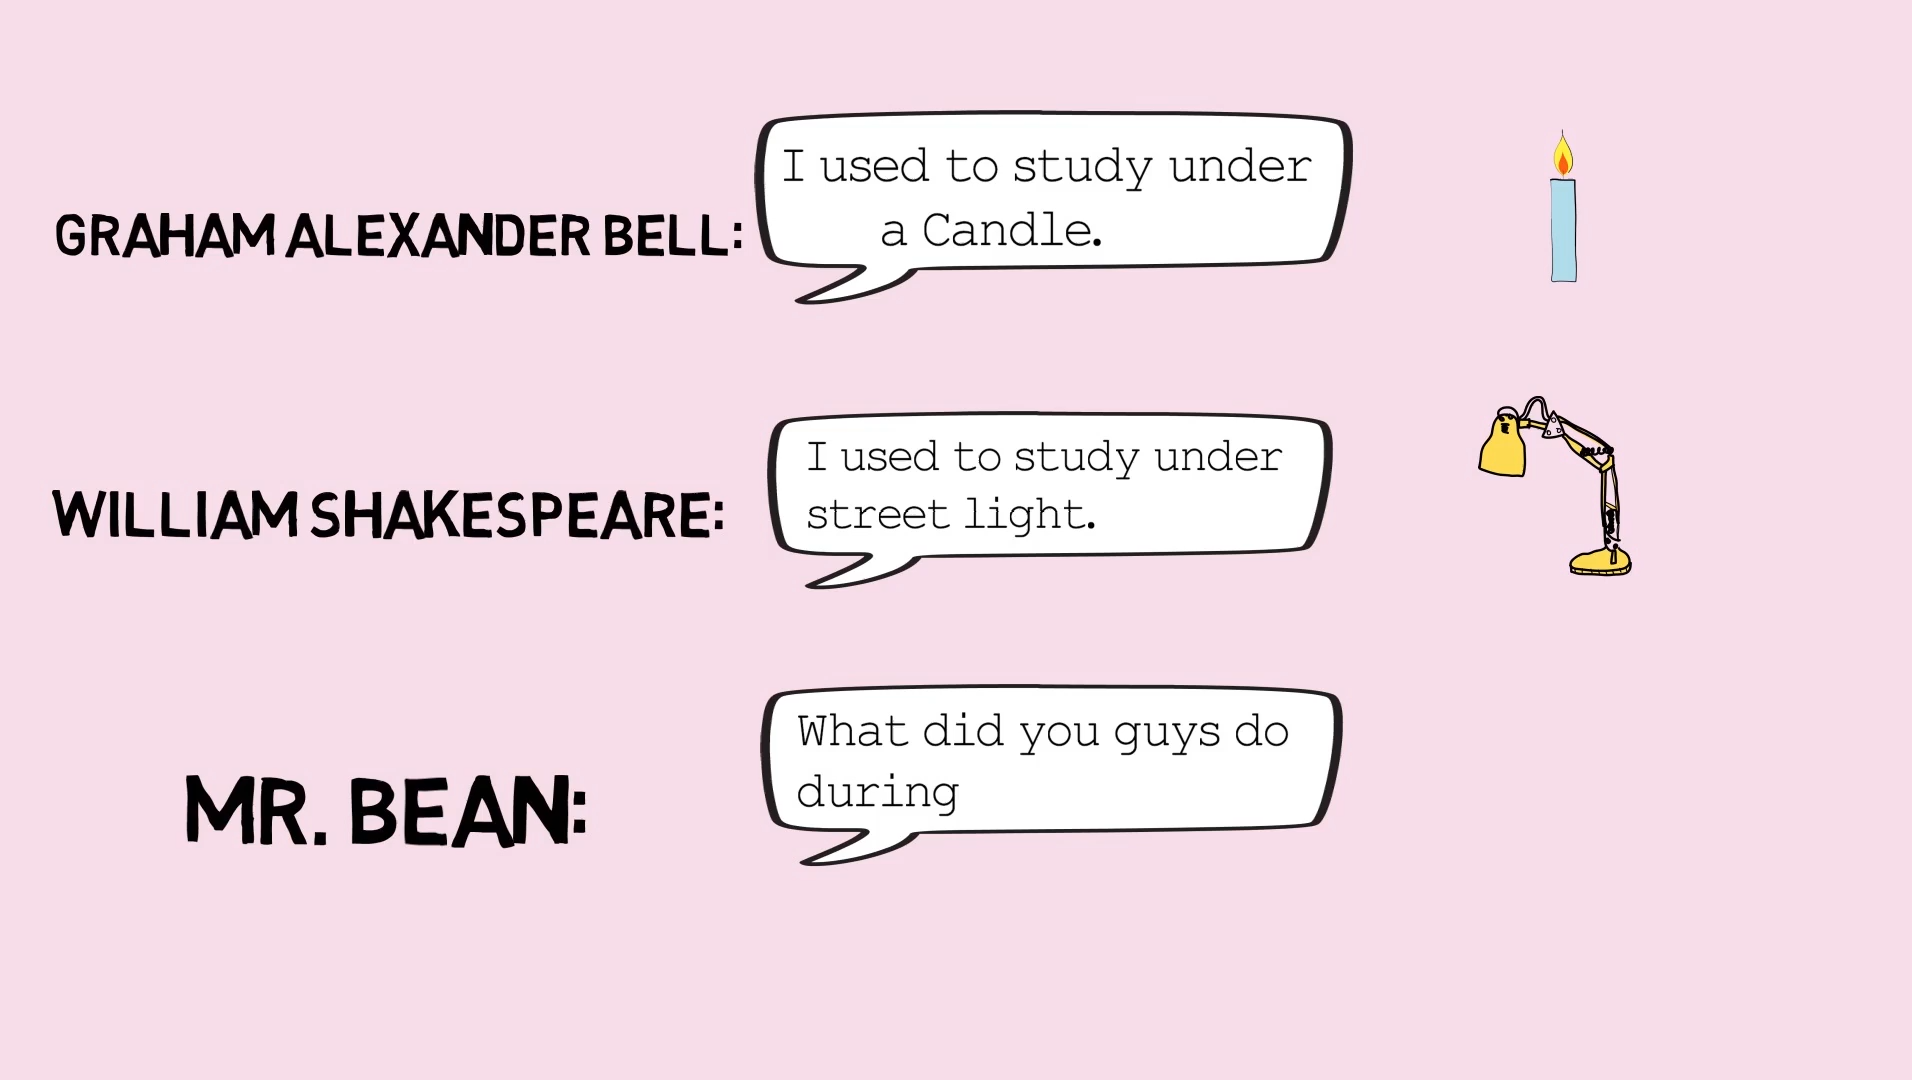 GRAHAM ALEXANDER BELL:
I used to study under
a Candle.
WILLIAM SHAKESPEARE:
I used to study under
street light.
MR. BEAN:
What did you guys do
during